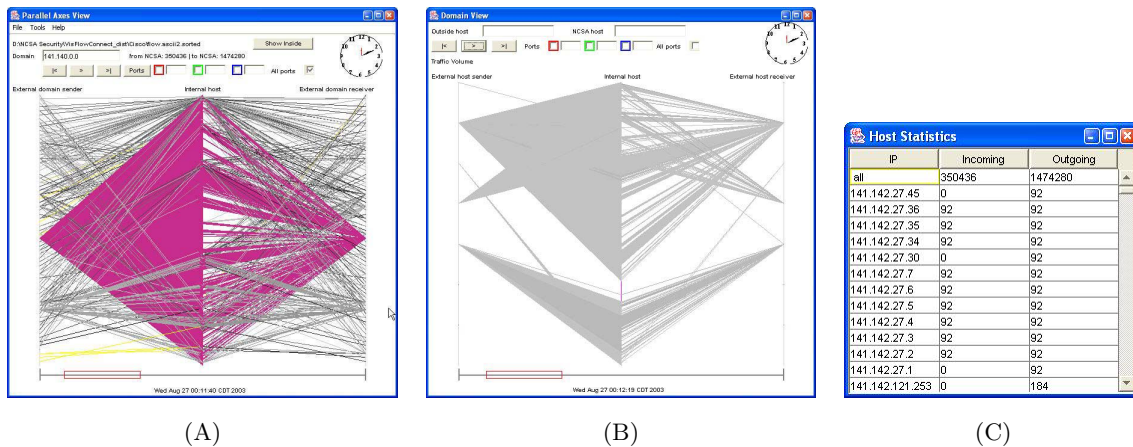 Parallel Axes View
File Tools Help
D:\NCSA Security\VisFlowConnect_dist\Cisco\flow.ascii2.sorted
Show Inside
Domain 141.140.0.0 from NCSA: 350436 | to NCSA: 1474280
|< > >| Ports All ports
External domain sender Internal host External domain receiver
Wed Aug 27 00:11:40 CDT 2003
(A)
Domain View
Outside host NCSA host
|< > >| Ports All ports
Traffic Volume
External host sender Internal host External host receiver
Wed Aug 27 00:12:19 CDT 2003
(B)
Host Statistics
IP Incoming Outgoing
all 350436 1474280
141.142.27.45 0 92
141.142.27.36 92 92
141.142.27.35 92 92
141.142.27.34 92 92
141.142.27.30 0 92
141.142.27.7 92 92
141.142.27.6 92 92
141.142.27.5 92 92
141.142.27.4 92 92
141.142.27.3 92 92
141.142.27.2 92 92
141.142.27.1 0 92
141.142.121.253 0 184
(C)